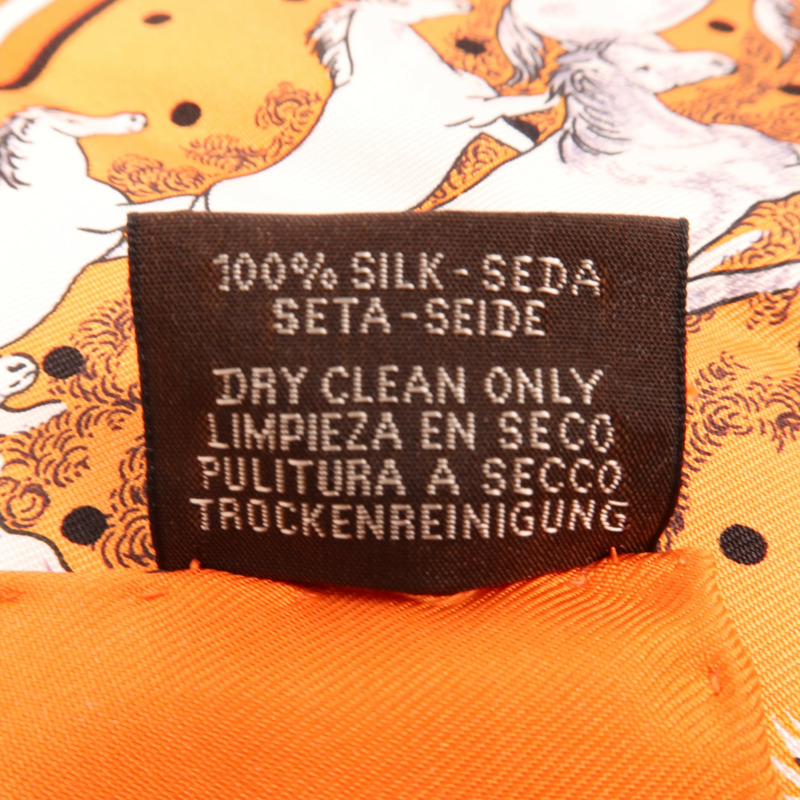 100% SILK - SEDA
SETA - SEIDE
DRY CLEAN ONLY
LIMPIEZA EN SECO
PULITURA A SECCO
TROCKENREINIGUNG